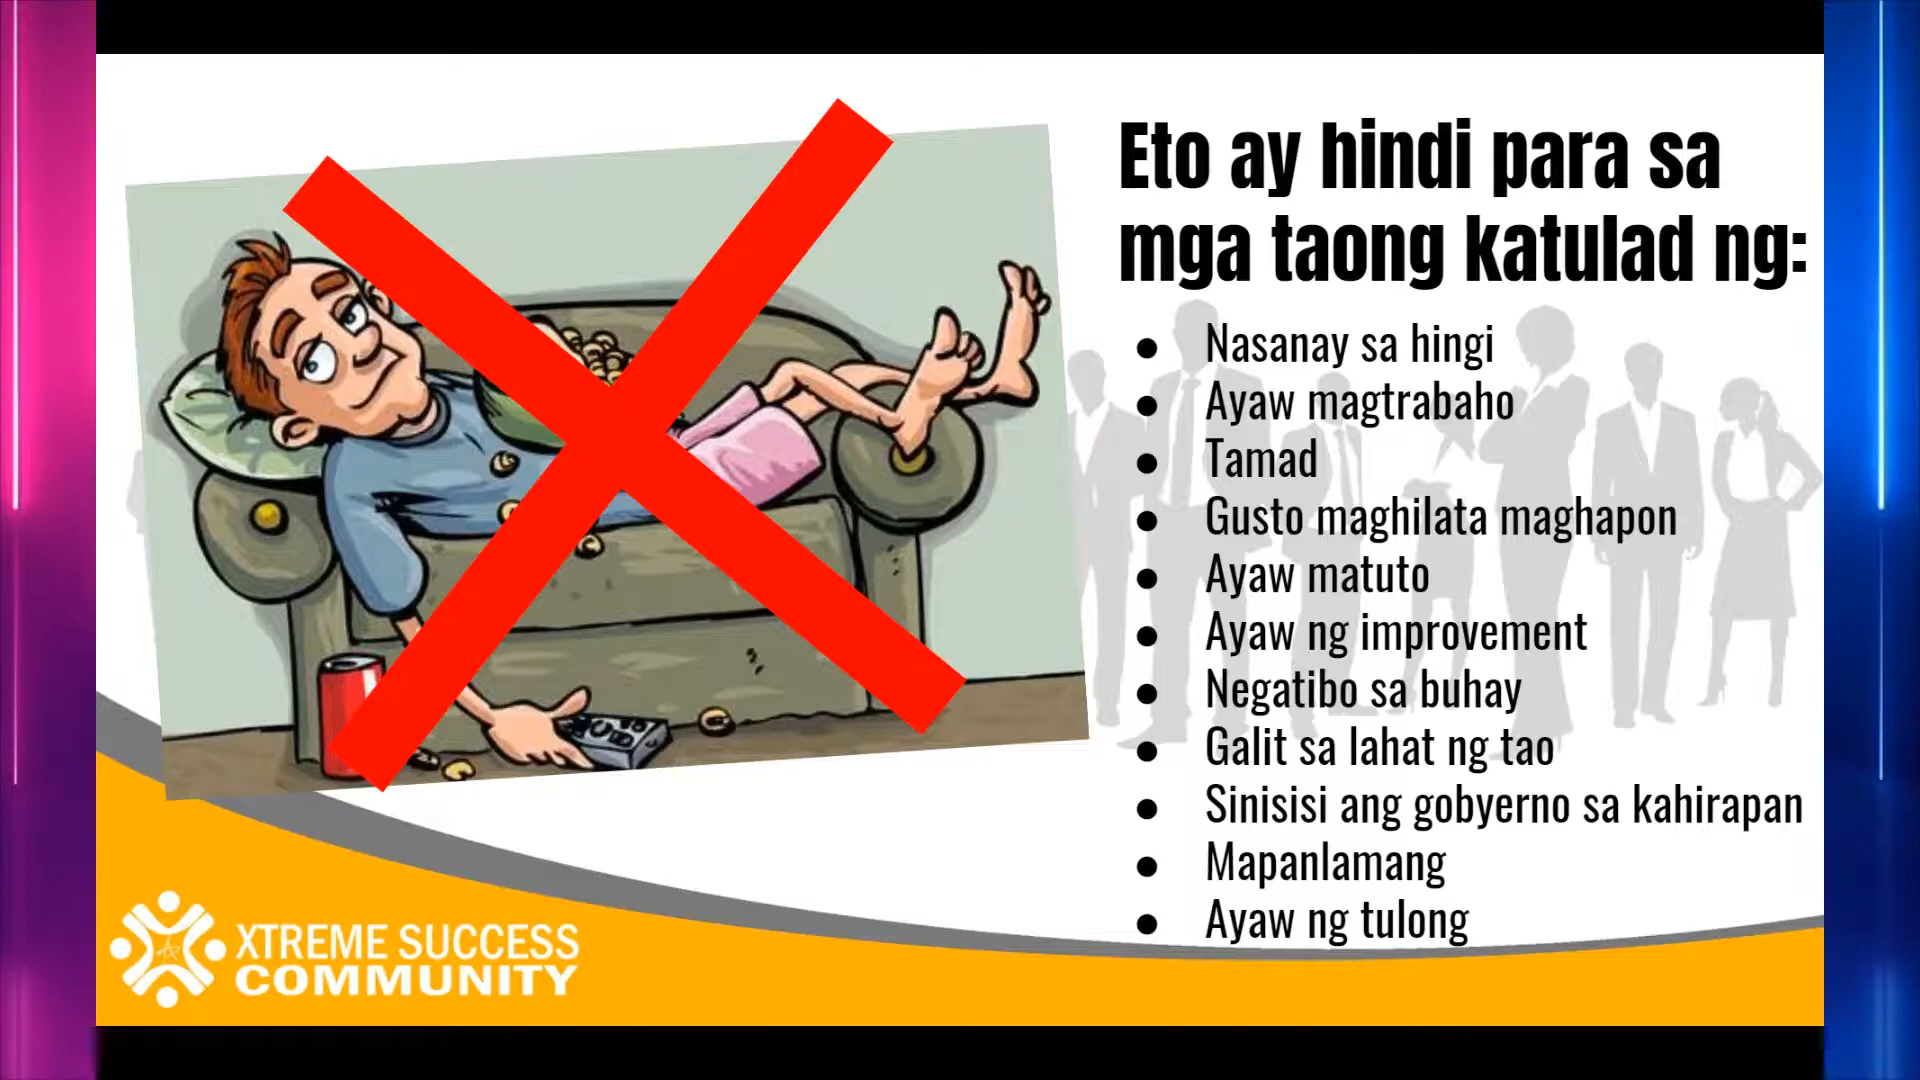 Eto ay hindi para sa
mga taong katulad ng:
● Nasanay sa hingi
● Ayaw magtrabaho
● Tamad
● Gusto maghilata maghapon
● Ayaw matuto
● Ayaw ng improvement
● Negatibo sa buhay
● Galit sa lahat ng tao
● Sinisisi ang gobyerno sa kahirapan
● Mapanlamang
● Ayaw ng tulong
XTREME SUCCESS
COMMUNITY